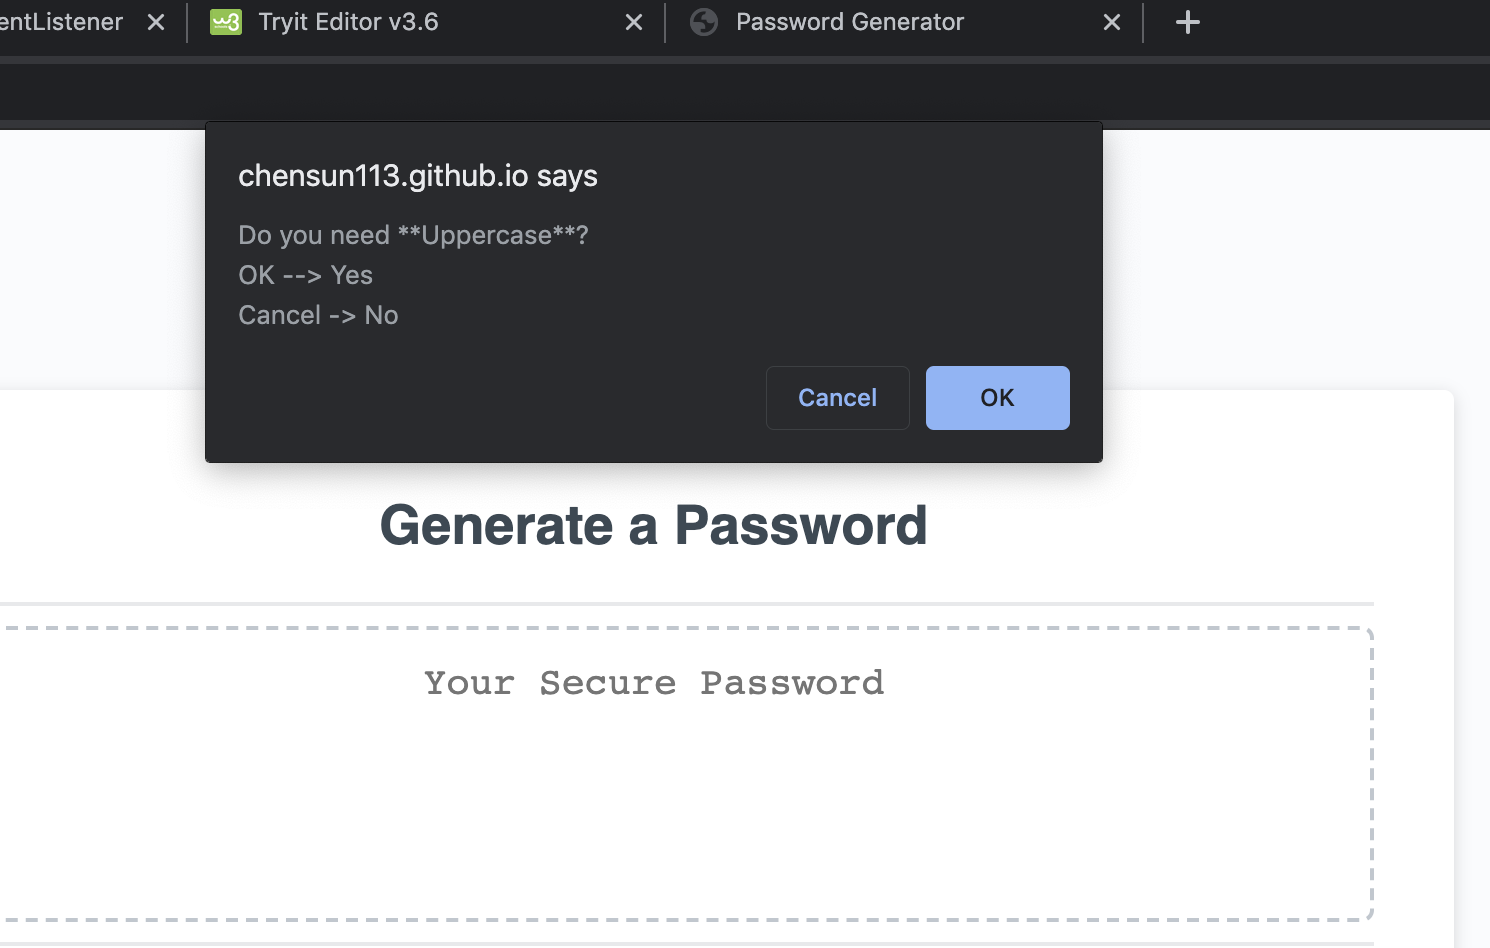 entListener
Tryit Editor v3.6
Password Generator
chensun113.github.io says
Do you need **Uppercase**?
OK --> Yes
Cancel -> No
Cancel
OK
Generate a Password
Your Secure Password